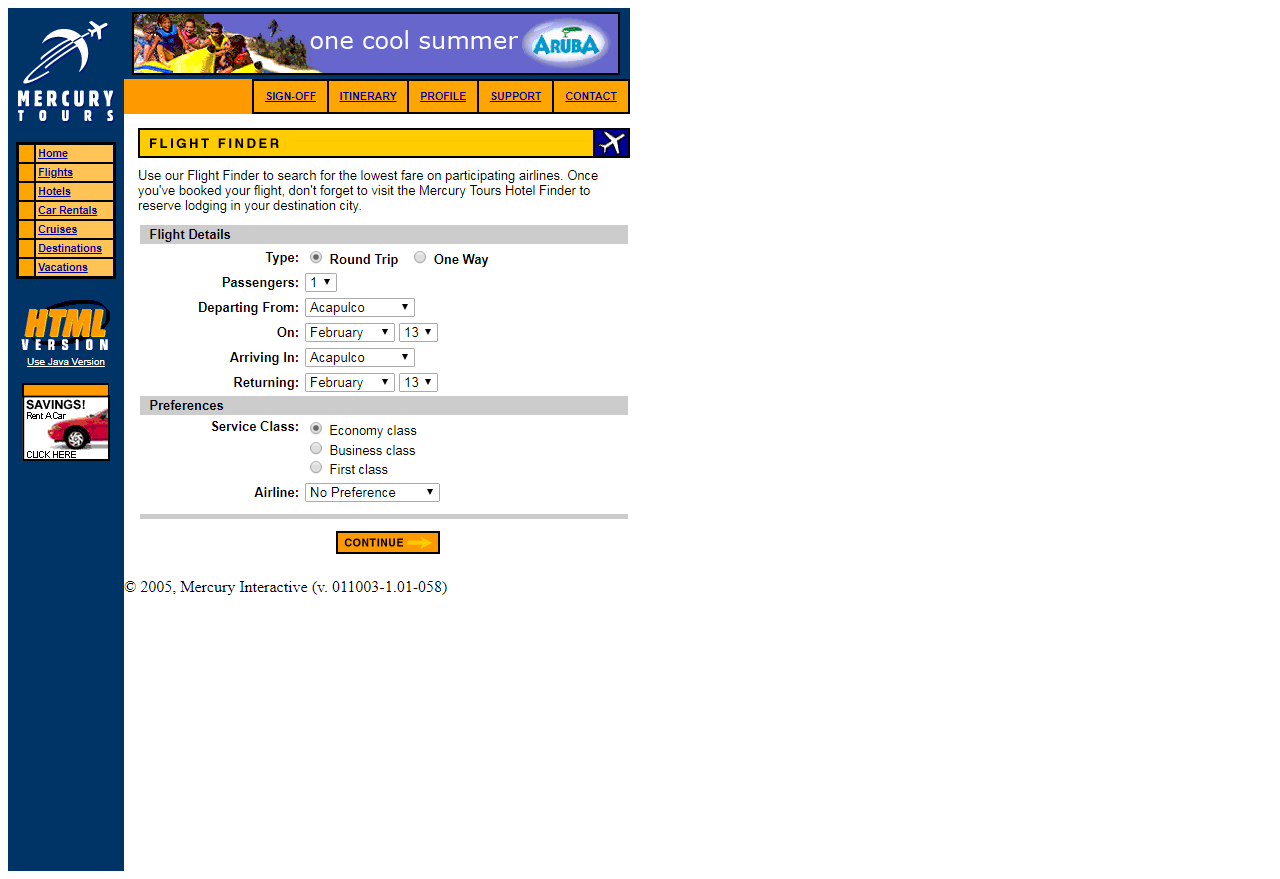 one cool summer ARUBA
MERCURY
TOURS
SIGN-OFF ITINERARY PROFILE SUPPORT CONTACT
Home
Flights
Hotels
Car Rentals
Cruises
Destinations
Vacations
HTML
VERSION
Use Java Version
SAVINGS!
Rent A Car
CLICK HERE
FLIGHT FINDER
Use our Flight Finder to search for the lowest fare on participating airlines. Once
you've booked your flight, don't forget to visit the Mercury Tours Hotel Finder to
reserve lodging in your destination city.
Flight Details
Type: Round Trip One Way
Passengers: 1
Departing From: Acapulco
On: February 13
Arriving In: Acapulco
Returning: February 13
Preferences
Service Class: Economy class
Business class
First class
Airline: No Preference
CONTINUE
© 2005, Mercury Interactive (v. 011003-1.01-058)